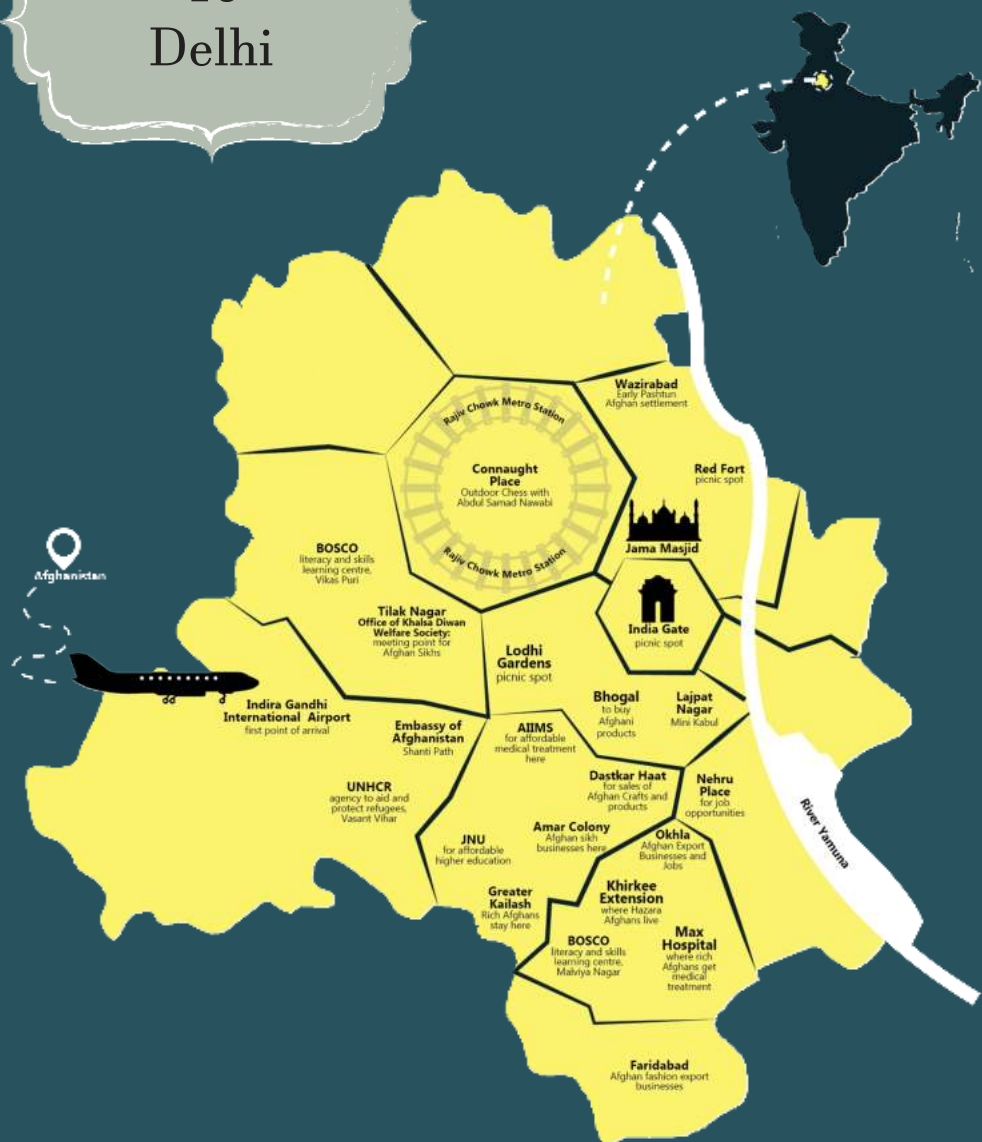 Delhi
Wazirabad
Early Pashtun
Afghan settlement
Rajiv Chowk Metro Station
Connaught
Place
Outdoor Chess with
Abdul Samad Nawabi
Rajiv Chowk Metro Station
Red Fort
picnic spot
Jama Masjid
India Gate
picnic spot
BOSCO
literacy and skills
learning centre,
Vikas Puri
Afghanistan
Tilak Nagar
Office of Khalsa Diwan
Welfare Society:
meeting point for
Afghan Sikhs
Lodhi
Gardens
picnic spot
Indira Gandhi
International Airport
first point of arrival
Embassy of
Afghanistan
Shanti Path
Bhogal
to buy
Afghani
products
Lajpat
Nagar
Mini Kabul
AIIMS
for affordable
medical treatment
here
UNHCR
agency to aid and
protect refugees,
Vasant Vihar
Dastkar Haat
for sales of
Afghan Crafts and
products
Nehru
Place
for job
opportunities
River Yamuna
JNU
for affordable
higher education
Amar Colony
Afghan sikh
businesses here
Okhla
Afghan Export
Businesses and
Jobs
Greater
Kailash
Rich Afghans
stay here
Khirkee
Extension
where Hazara
Afghans live
BOSCO
literacy and skills
learning centre,
Malviya Nagar
Max
Hospital
where rich
Afghans get
medical
treatment
Faridabad
Afghan fashion export
businesses